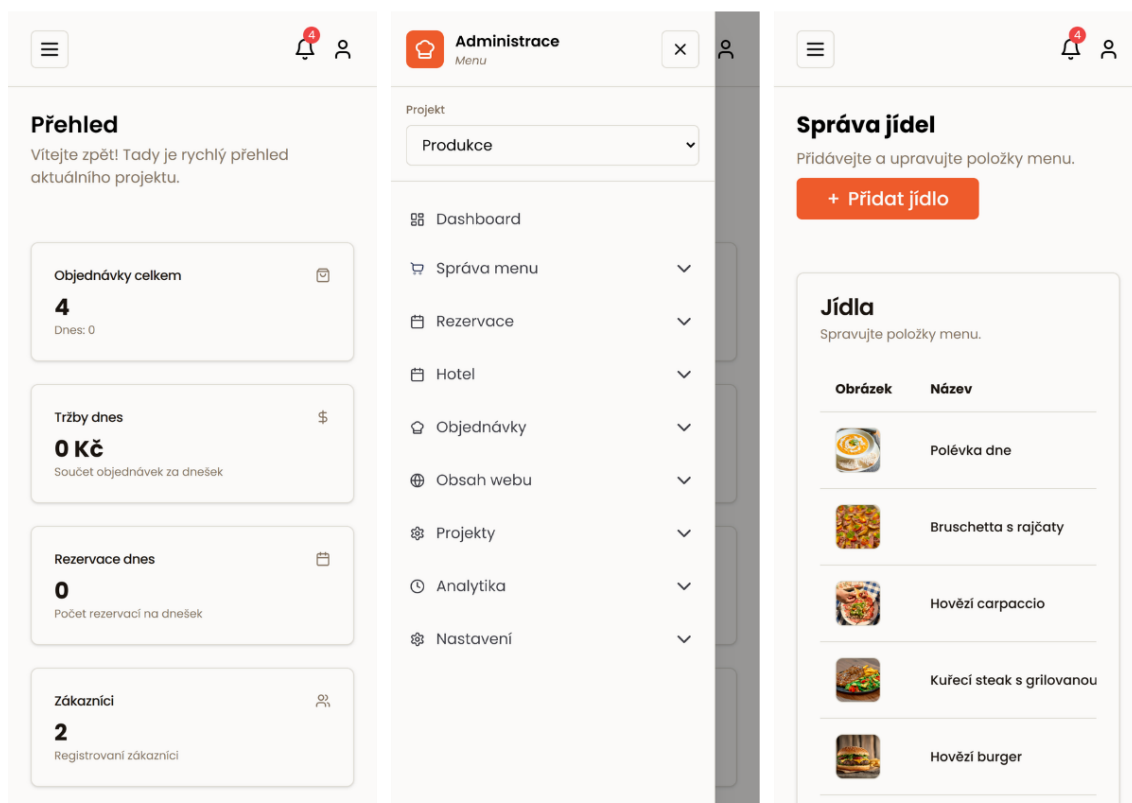 4
Přehled
Vítejte zpět! Tady je rychlý přehled
aktuálního projektu.
Objednávky celkem
4
Dnes: 0
Tržby dnes
$
0 Kč
Součet objednávek za dnešek
Rezervace dnes
0
Počet rezervací na dnešek
Zákazníci
2
Registrovaní zákazníci
Administrace
Menu
Projekt
Produkce
Dashboard
Správa menu
Rezervace
Hotel
Objednávky
Obsah webu
Projekty
Analytika
Nastavení
4
Správa jídel
Přidávejte a upravujte položky menu.
+ Přidat jídlo
Jídla
Spravujte položky menu.
Obrázek Název
Polévka dne
Bruschetta s rajčaty
Hovězí carpaccio
Kuřecí steak s grilovanou
Hovězí burger